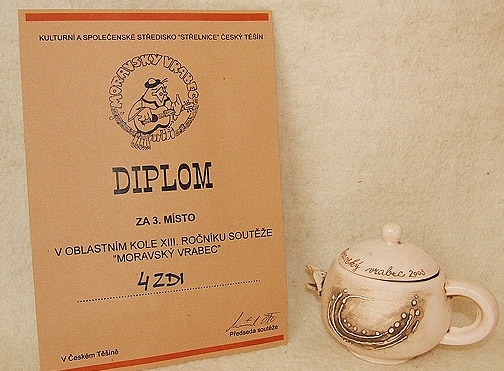 KULTURNÍ A SPOLEČENSKÉ STŘEDISKO "STŘELNICE" ČESKÝ TĚŠÍN
MORAVSKÝ VRABEC
DIPLOM
ZA 3. MÍSTO
V OBLASTNÍM KOLE XIII. ROČNÍKU SOUTĚŽE
"MORAVSKÝ VRABEC"
4 ZDI
Předseda soutěže
V Českém Těšíně
vrabec 2003